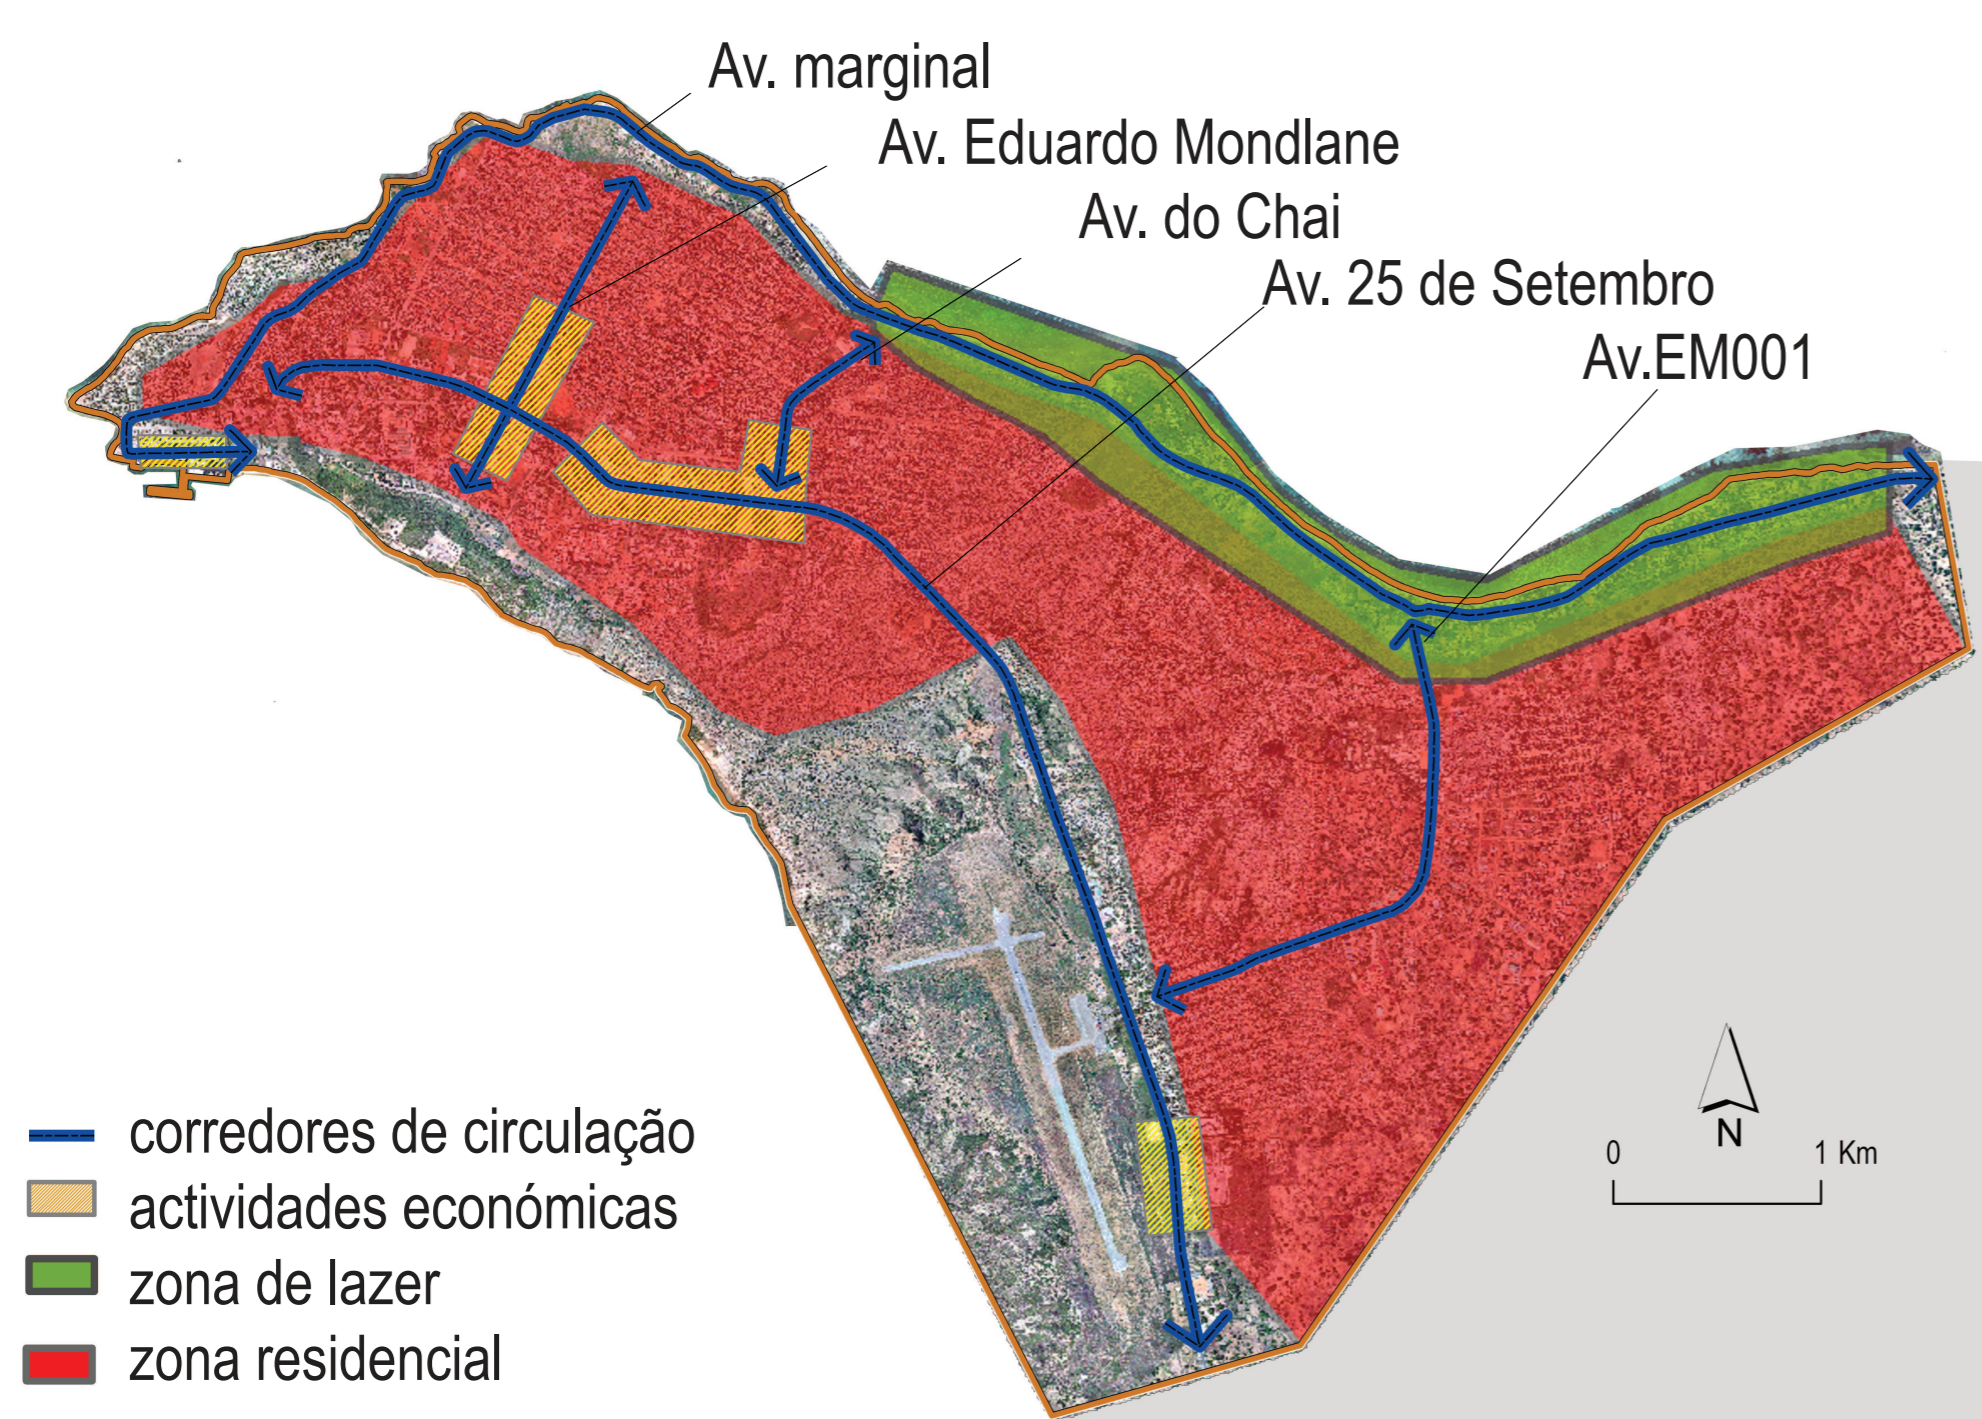 Av. marginal
Av. Eduardo Mondlane
Av. do Chai
Av. 25 de Setembro
Av.EM001
corredores de circulação
actividades económicas
zona de lazer
zona residencial
N
0 1 Km